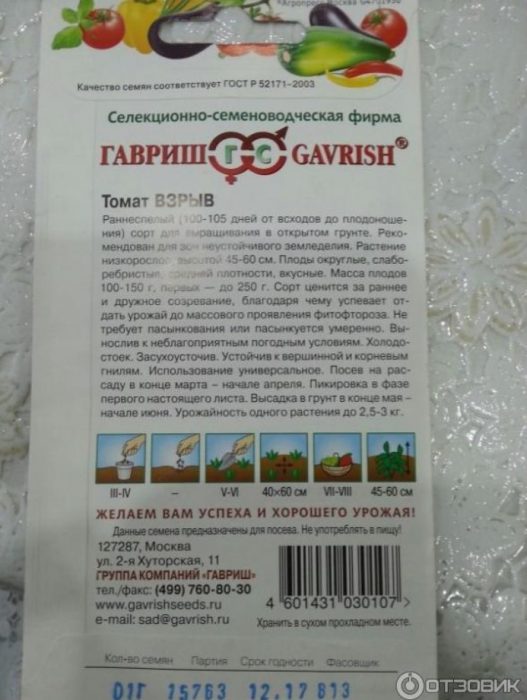 Качество семян соответствует ГОСТ Р 52171-2003
Селекционно-семеноводческая фирма
ГАВРИШ ГС GAVRISH®
Томат ВЗРЫВ
Раннеспелый (100-105 дней от всходов до плодоноше-
ния) сорт для выращивания в открытом грунте. Реко-
мендован для зон неустойчивого земледелия. Растение
низкорослое, высотой 45-60 см. Плоды округлые, слабо-
ребристые, средней плотности, вкусные. Масса плодов
100-150 г, первых — до 250 г. Сорт ценится за раннее
и дружное созревание, благодаря чему успевает от-
дать урожай до массового проявления фитофтороза. Не
требует пасынкования или пасынкуется умеренно. Вы-
нослив к неблагоприятным погодным условиям. Холодо-
стоек. Засухоустойчив. Устойчив к вершинной и корневым
гнилям. Использование универсальное. Посев на рас-
саду в конце марта – начале апреля. Пикировка в фазе
первого настоящего листа. Высадка в грунт в конце мая –
начале июня. Урожайность одного растения до 2,5-3 кг.
III-IV – V-VI 40×60 см VII-VIII 45-60 см
ЖЕЛАЕМ ВАМ УСПЕХА И ХОРОШЕГО УРОЖАЯ!
Данные семена предназначены для посева. Не употреблять в пищу!
127287, Москва
ул. 2-я Хуторская, 11
ГРУППА КОМПАНИЙ "ГАВРИШ"
тел./факс: (499) 760-80-30
www.gavrishseeds.ru
e-mail: sad@gavrish.ru
4 601431 030107
Хранить в сухом прохладном месте.
Кол-во семян Партия Срок годности Фасовщик
01Г 15763 12.17 813
ОТЗОВИК